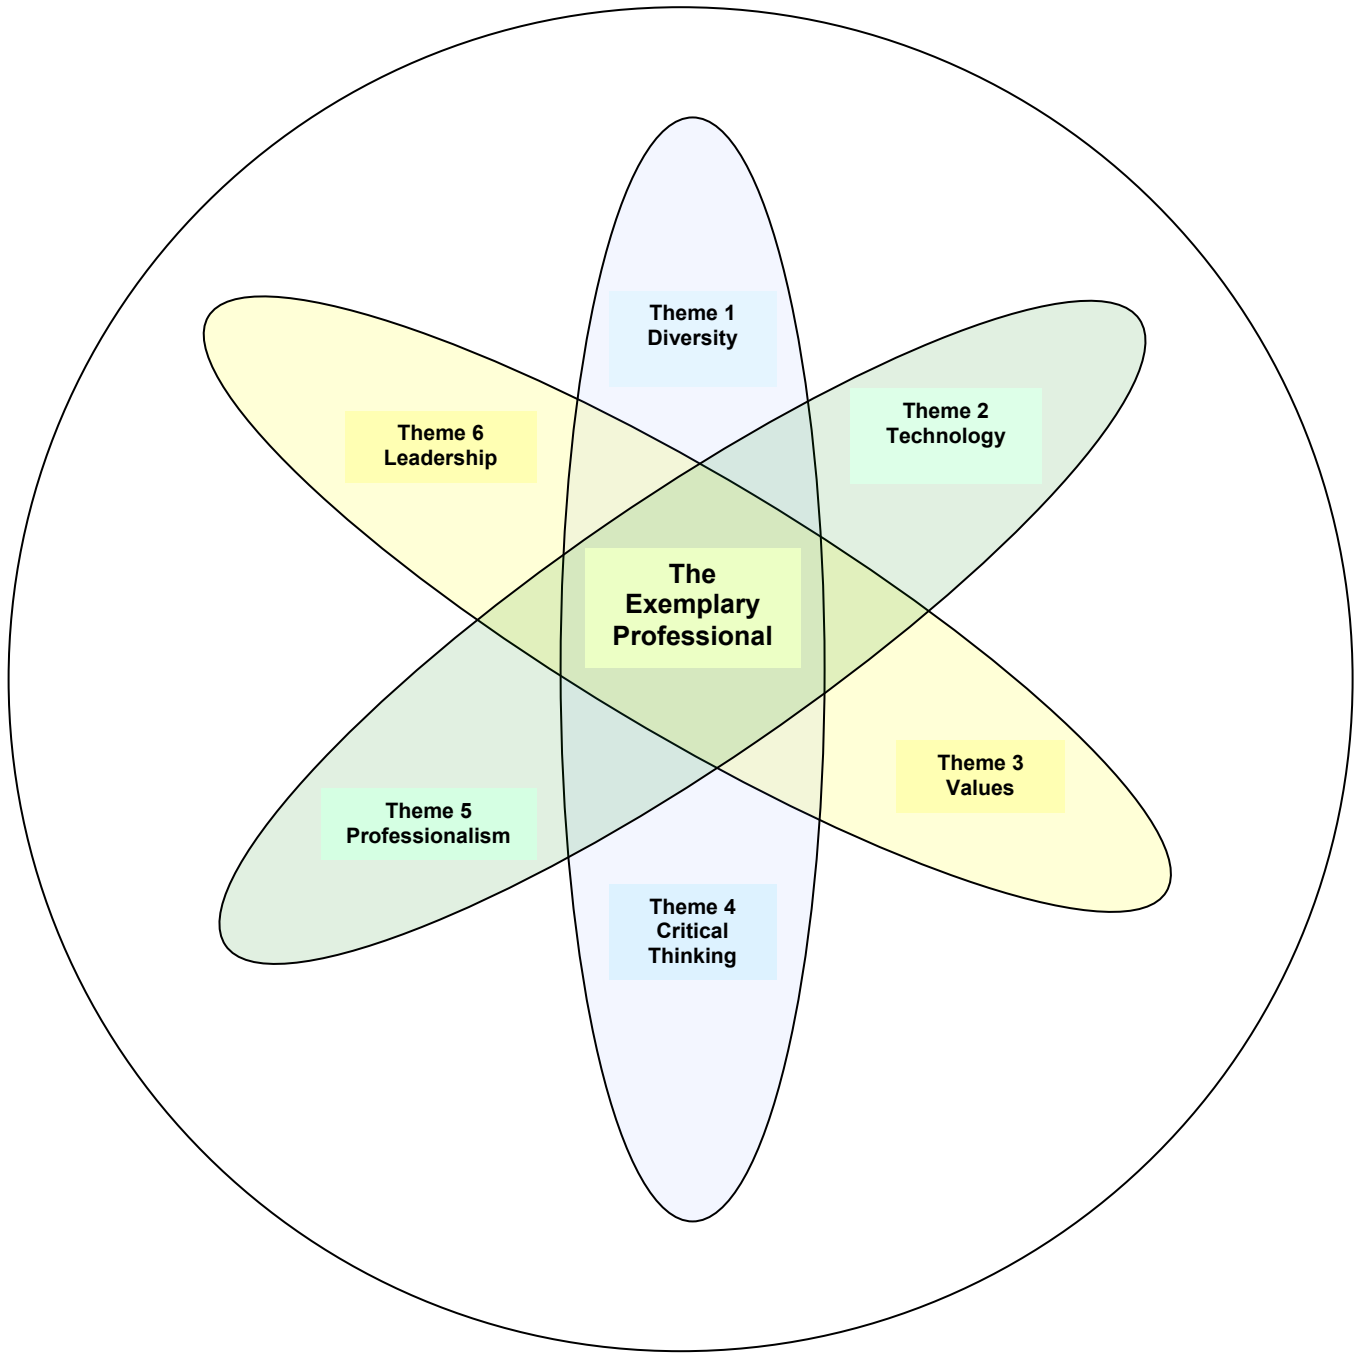 Theme 1
Diversity
Theme 2
Technology
Theme 6
Leadership
The
Exemplary
Professional
Theme 3
Values
Theme 5
Professionalism
Theme 4
Critical
Thinking